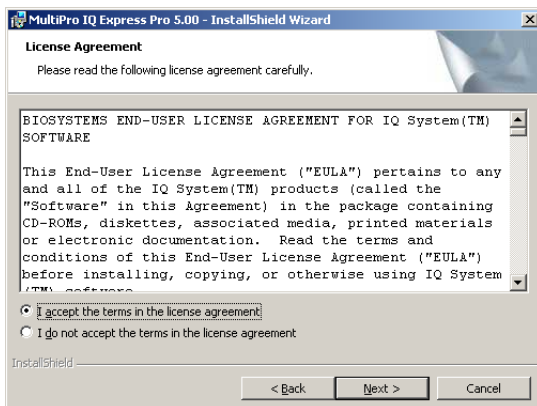 MultiPro IQ Express Pro 5.00 - InstallShield Wizard
License Agreement
Please read the following license agreement carefully.
BIOSYSTEMS END-USER LICENSE AGREEMENT FOR IQ System(TM)
SOFTWARE
This End-User License Agreement ("EULA") pertains to any
and all of the IQ System(TM) products (called the
"Software" in this Agreement) in the package containing
CD-ROMs, diskettes, associated media, printed materials
or electronic documentation.  Read the terms and
conditions of this End-User License Agreement ("EULA")
before installing, copying, or otherwise using IQ System
(TM) software
I accept the terms in the license agreement
I do not accept the terms in the license agreement
InstallShield
< Back
Next >
Cancel